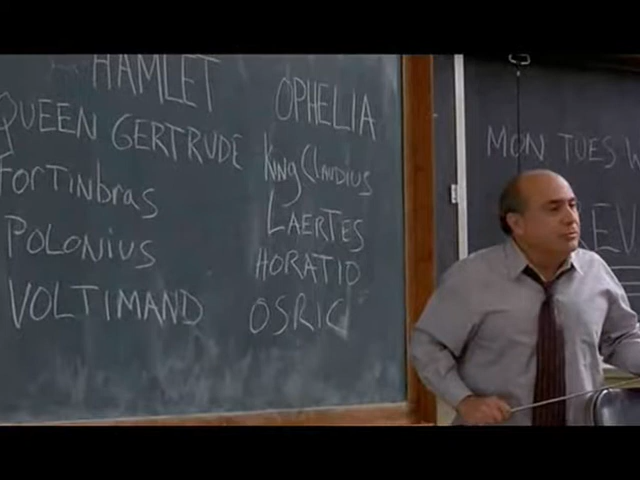 HAMLET
QUEEN GERTRUDE
FORTINBRAS
POLONIUS
VOLTIMAND
OPHELIA
KING CLAUDIUS
LAERTES
HORATIO
OSRIC
MON TUES